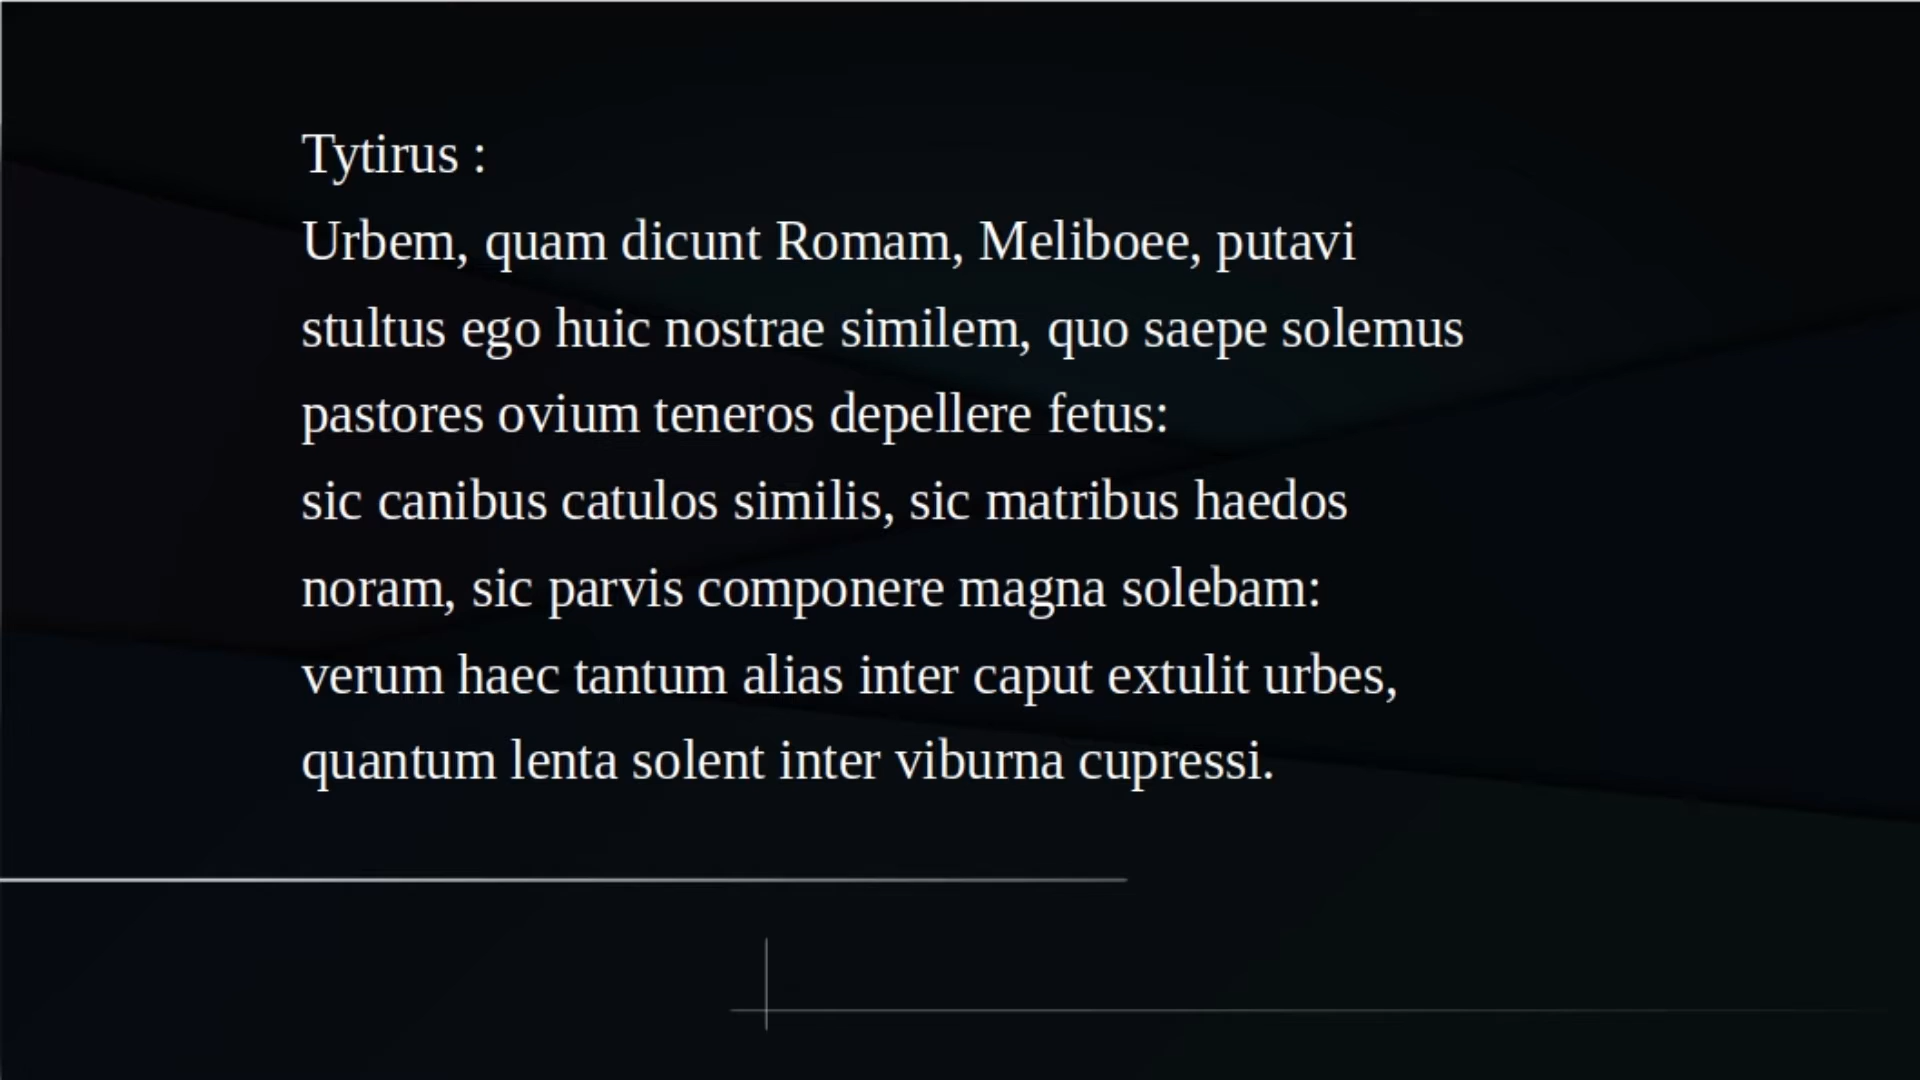 Tytirus :
Urbem, quam dicunt Romam, Meliboee, putavi
stultus ego huic nostrae similem, quo saepe solemus
pastores ovium teneros depellere fetus:
sic canibus catulos similis, sic matribus haedos
noram, sic parvis componere magna solebam:
verum haec tantum alias inter caput extulit urbes,
quantum lenta solent inter viburna cupressi.